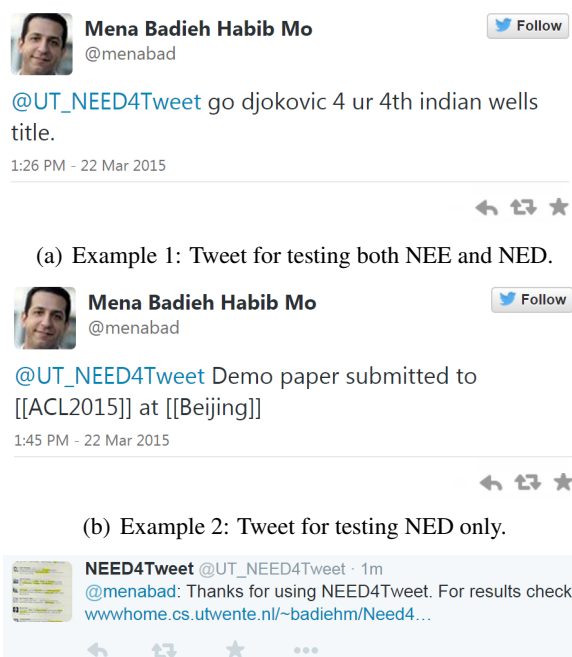 Mena Badieh Habib Mo
Follow
@menabad
@UT_NEED4Tweet go djokovic 4 ur 4th indian wells
title.
1:26 PM - 22 Mar 2015
(a) Example 1: Tweet for testing both NEE and NED.
Mena Badieh Habib Mo
Follow
@menabad
@UT_NEED4Tweet Demo paper submitted to
[[ACL2015]] at [[Beijing]]
1:45 PM - 22 Mar 2015
(b) Example 2: Tweet for testing NED only.
NEED4Tweet @UT_NEED4Tweet · 1m
@menabad: Thanks for using NEED4Tweet. For results check
wwwhome.cs.utwente.nl/~badiehm/Need4…